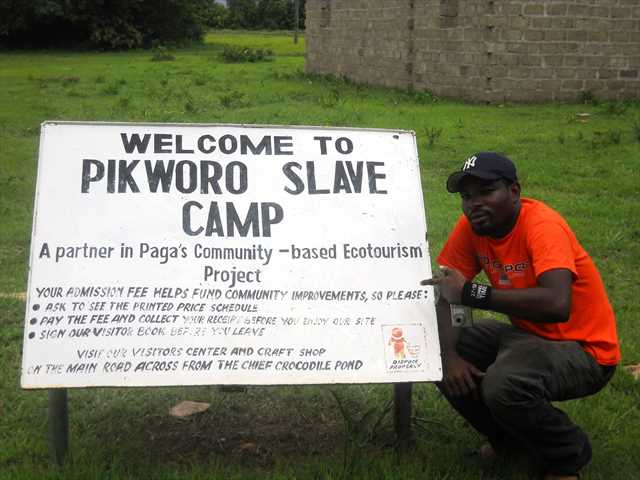 WELCOME TO
PIKWORO SLAVE
CAMP
A partner in Paga's Community -based Ecotourism
Project
YOUR ADMISSION FEE HELPS FUND COMMUNITY IMPROVEMENTS, SO PLEASE:
• ASK TO SEE THE PRINTED PRICE SCHEDULE
• PAY THE FEE AND COLLECT YOUR RECEIPT BEFORE YOU ENJOY OUR SITE
• SIGN OUR VISITOR BOOK BEFORE YOU LEAVE
VISIT OUR VISITORS CENTER AND CRAFT SHOP
ON THE MAIN ROAD ACROSS FROM THE CHIEF CROCODILE POND
DISPOSE
PROPERLY
NY